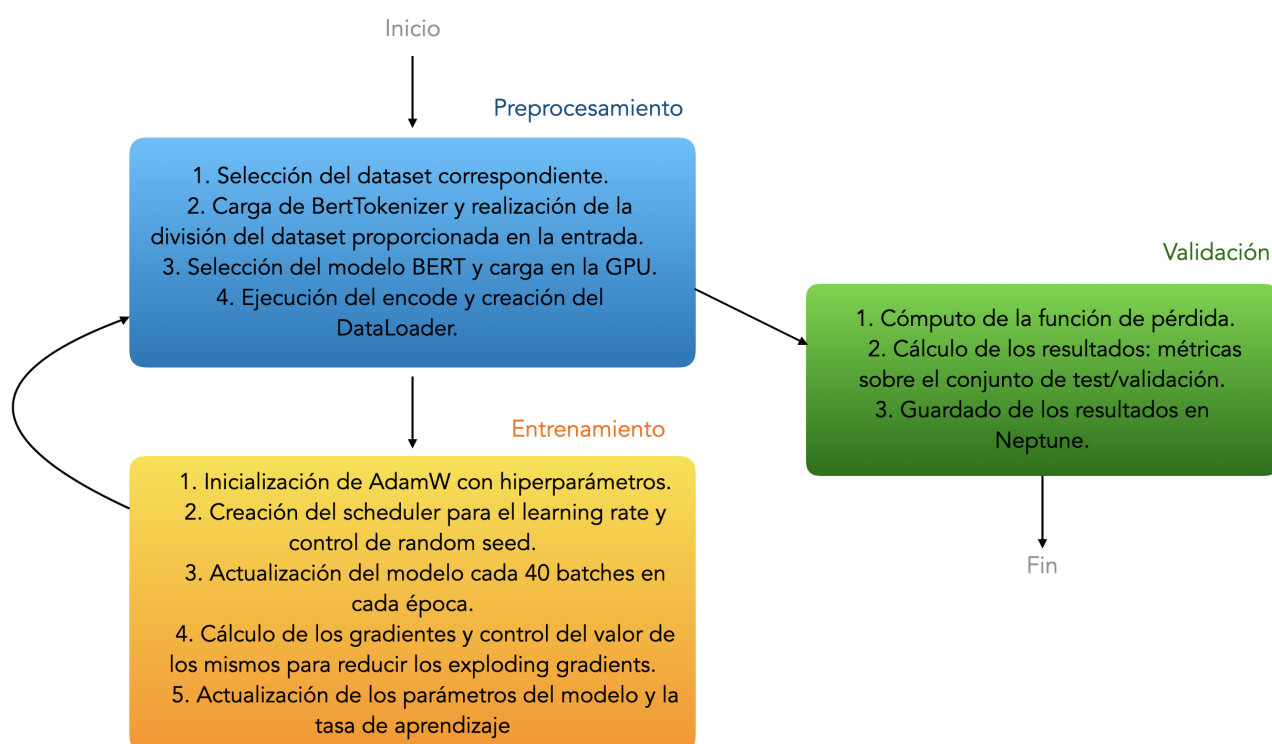 Inicio
Preprocesamiento
1. Selección del dataset correspondiente.
2. Carga de BertTokenizer y realización de la
división del dataset proporcionada en la entrada.
3. Selección del modelo BERT y carga en la GPU.
4. Ejecución del encode y creación del
DataLoader.
Entrenamiento
1. Inicialización de AdamW con hiperparámetros.
2. Creación del scheduler para el learning rate y
control de random seed.
3. Actualización del modelo cada 40 batches en
cada época.
4. Cálculo de los gradientes y control del valor de
los mismos para reducir los exploding gradients.
5. Actualización de los parámetros del modelo y la
tasa de aprendizaje
Validación
1. Cómputo de la función de pérdida.
2. Cálculo de los resultados: métricas
sobre el conjunto de test/validación.
3. Guardado de los resultados en
Neptune.
Fin